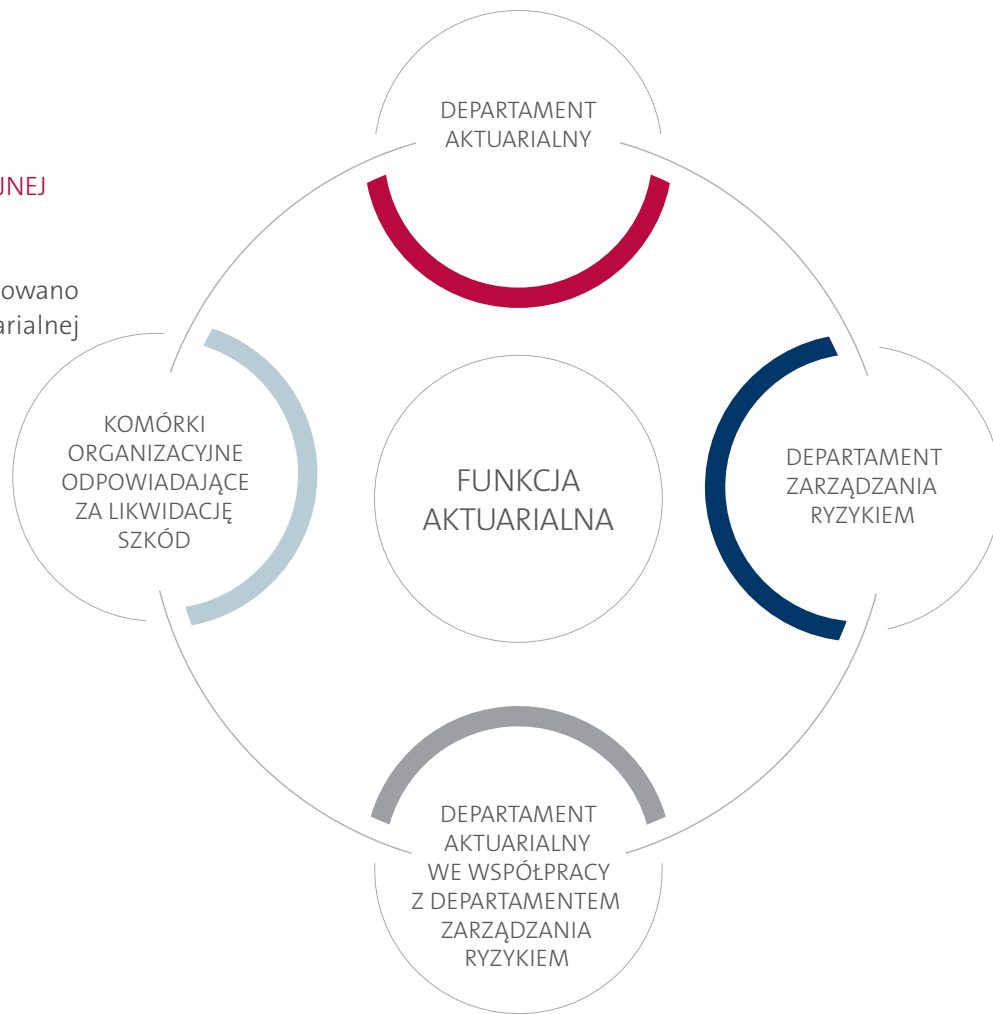 DEPARTAMENT
AKTUARIALNY
JNEJ
owano
arialnej
KOMÓRKI
ORGANIZACYJNE
ODPOWIADAJĄCE
ZA LIKWIDACJĘ
SZKÓD
FUNKCJA
AKTUARIALNA
DEPARTAMENT
ZARZĄDZANIA
RYZYKIEM
DEPARTAMENT
AKTUARIALNY
WE WSPÓŁPRACY
Z DEPARTAMENTEM
ZARZĄDZANIA
RYZYKIEM